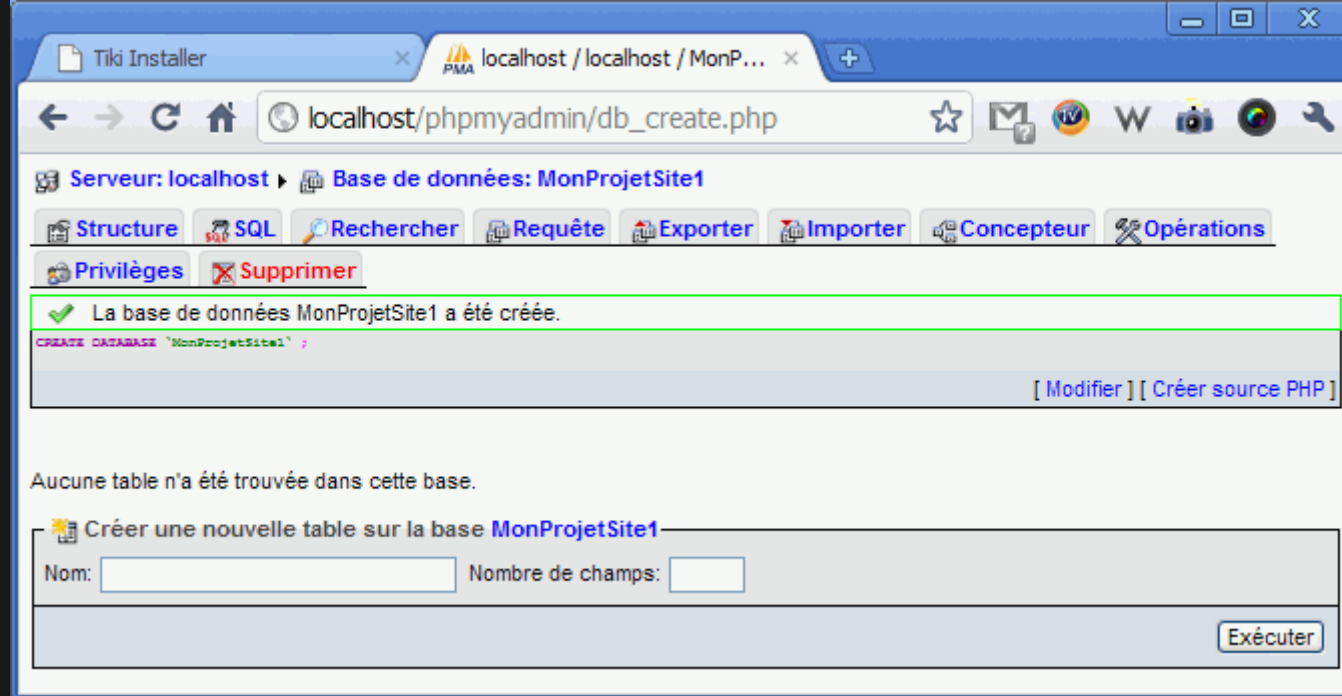 Tiki Installer
PMA localhost / localhost / MonP...
localhost/phpmyadmin/db_create.php
Serveur: localhost Base de données: MonProjetSite1
Structure SQL Rechercher Requête Exporter Importer Concepteur Opérations
Privilèges Supprimer
La base de données MonProjetSite1 a été créée.
CREATE DATABASE `MonProjetSite1` ;
[ Modifier ] [ Créer source PHP ]
Aucune table n'a été trouvée dans cette base.
Créer une nouvelle table sur la base MonProjetSite1
Nom: Nombre de champs:
Exécuter